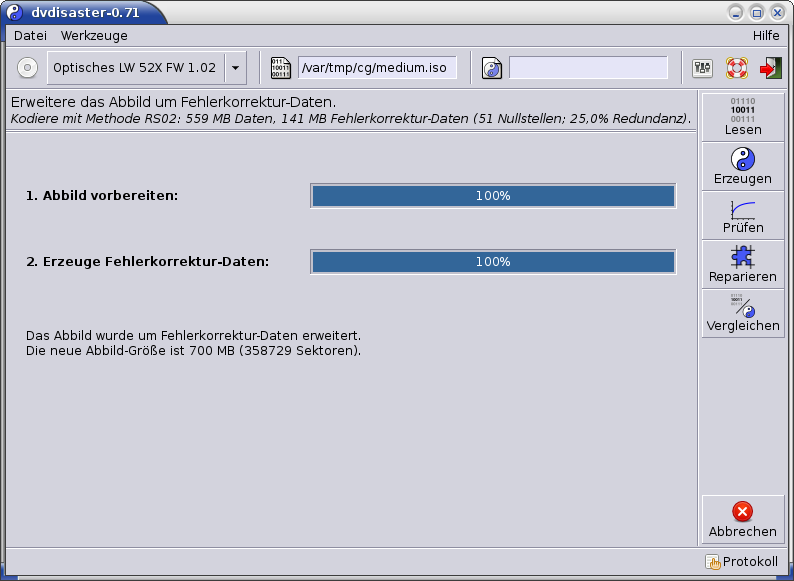 dvdisaster-0.71
Datei Werkzeuge Hilfe
Optisches LW 52X FW 1.02
/var/tmp/cg/medium.iso
Erweitere das Abbild um Fehlerkorrektur-Daten.
Kodiere mit Methode RS02: 559 MB Daten, 141 MB Fehlerkorrektur-Daten (51 Nullstellen; 25,0% Redundanz).
1. Abbild vorbereiten: 100%
2. Erzeuge Fehlerkorrektur-Daten: 100%
Das Abbild wurde um Fehlerkorrektur-Daten erweitert.
Die neue Abbild-Größe ist 700 MB (358729 Sektoren).
01110
10011
00111
Lesen
Erzeugen
Prüfen
Reparieren
Vergleichen
Abbrechen
Protokoll